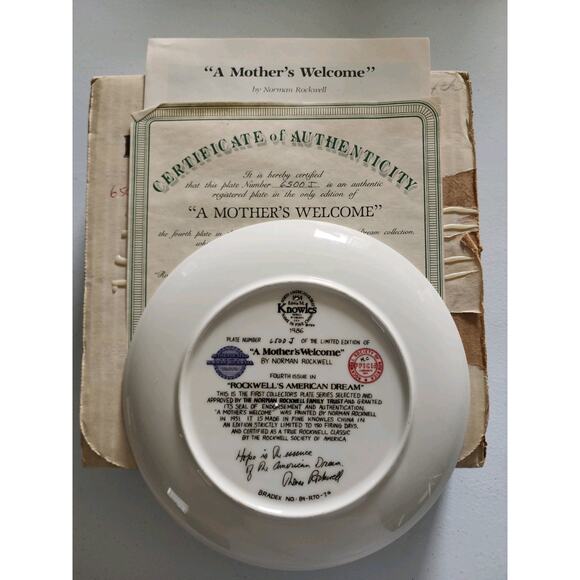 "A Mother's Welcome"
by Norman Rockwell
CERTIFICATE of AUTHENTICITY
It is hereby certified
that this plate Number 6500 J is an authentic
registered plate in the only edition of
"A MOTHER'S WELCOME"
the fourth plate in
Dream collection,
Edwin M.
Knowles
1986
PLATE NUMBER 6500 J OF THE LIMITED EDITION OF
"A Mother's Welcome"
BY NORMAN ROCKWELL
FOURTH ISSUE IN
"ROCKWELL'S AMERICAN DREAM"
THIS IS THE FIRST COLLECTOR'S PLATE SERIES SELECTED AND
APPROVED BY THE NORMAN ROCKWELL FAMILY TRUST AND GRANTED
ITS SEAL OF ENDORSEMENT AND AUTHENTICATION.
"A MOTHER'S WELCOME" WAS PAINTED BY NORMAN ROCKWELL
IN 1951. IT IS MADE IN FINE KNOWLES CHINA IN
AN EDITION STRICTLY LIMITED TO 150 FIRING DAYS,
AND CERTIFIED AS A TRUE ROCKWELL CLASSIC
BY THE ROCKWELL SOCIETY OF AMERICA.
Hope is the essence
of the American Dream.
Thomas Rockwell
BRADEX NO. 84-R70-7.4